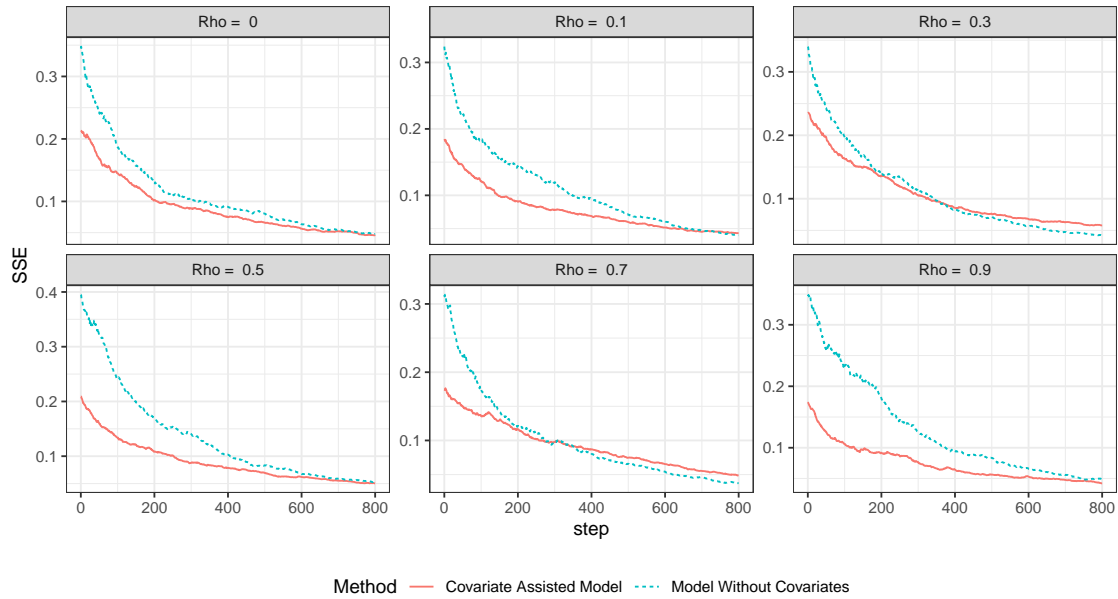 Rho = 0
Rho = 0.1
Rho = 0.3
0.3
0.2
0.1
0.3
0.2
0.1
0.3
0.2
0.1
SSE
Rho = 0.5
Rho = 0.7
Rho = 0.9
0.4
0.3
0.2
0.1
0.3
0.2
0.1
0.3
0.2
0.1
0 200 400 600 800
0 200 400 600 800
0 200 400 600 800
step
Method Covariate Assisted Model Model Without Covariates